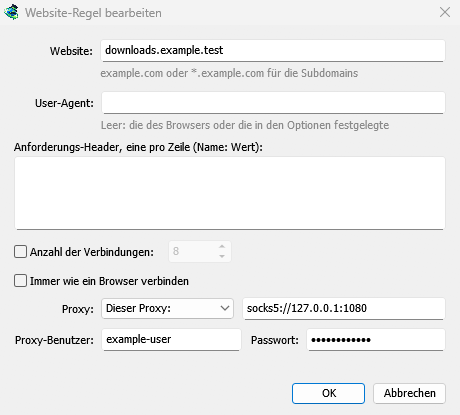 Website-Regel bearbeiten
Website: downloads.example.test
example.com oder *.example.com für die Subdomains
User-Agent:
Leer: die des Browsers oder die in den Optionen festgelegte
Anforderungs-Header, eine pro Zeile (Name: Wert):
Anzahl der Verbindungen: 8
Immer wie ein Browser verbinden
Proxy: Dieser Proxy: socks5://127.0.0.1:1080
Proxy-Benutzer: example-user Passwort: ●●●●●●●●●●●●
OK Abbrechen